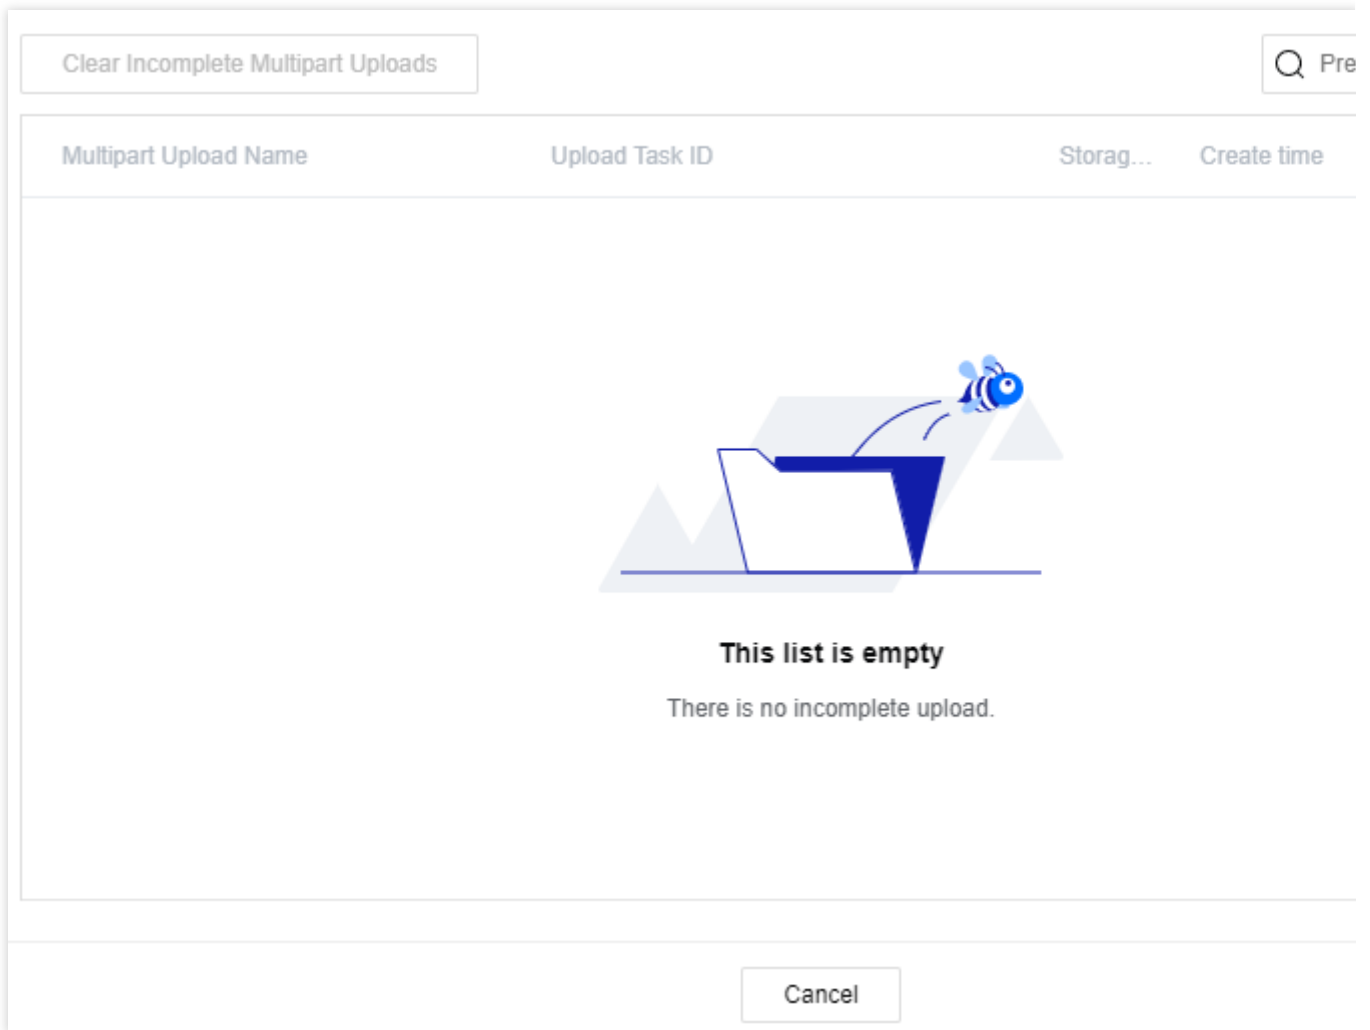 Clear Incomplete Multipart Uploads
Pre
Multipart Upload Name Upload Task ID Storag... Create time
This list is empty
There is no incomplete upload.
Cancel